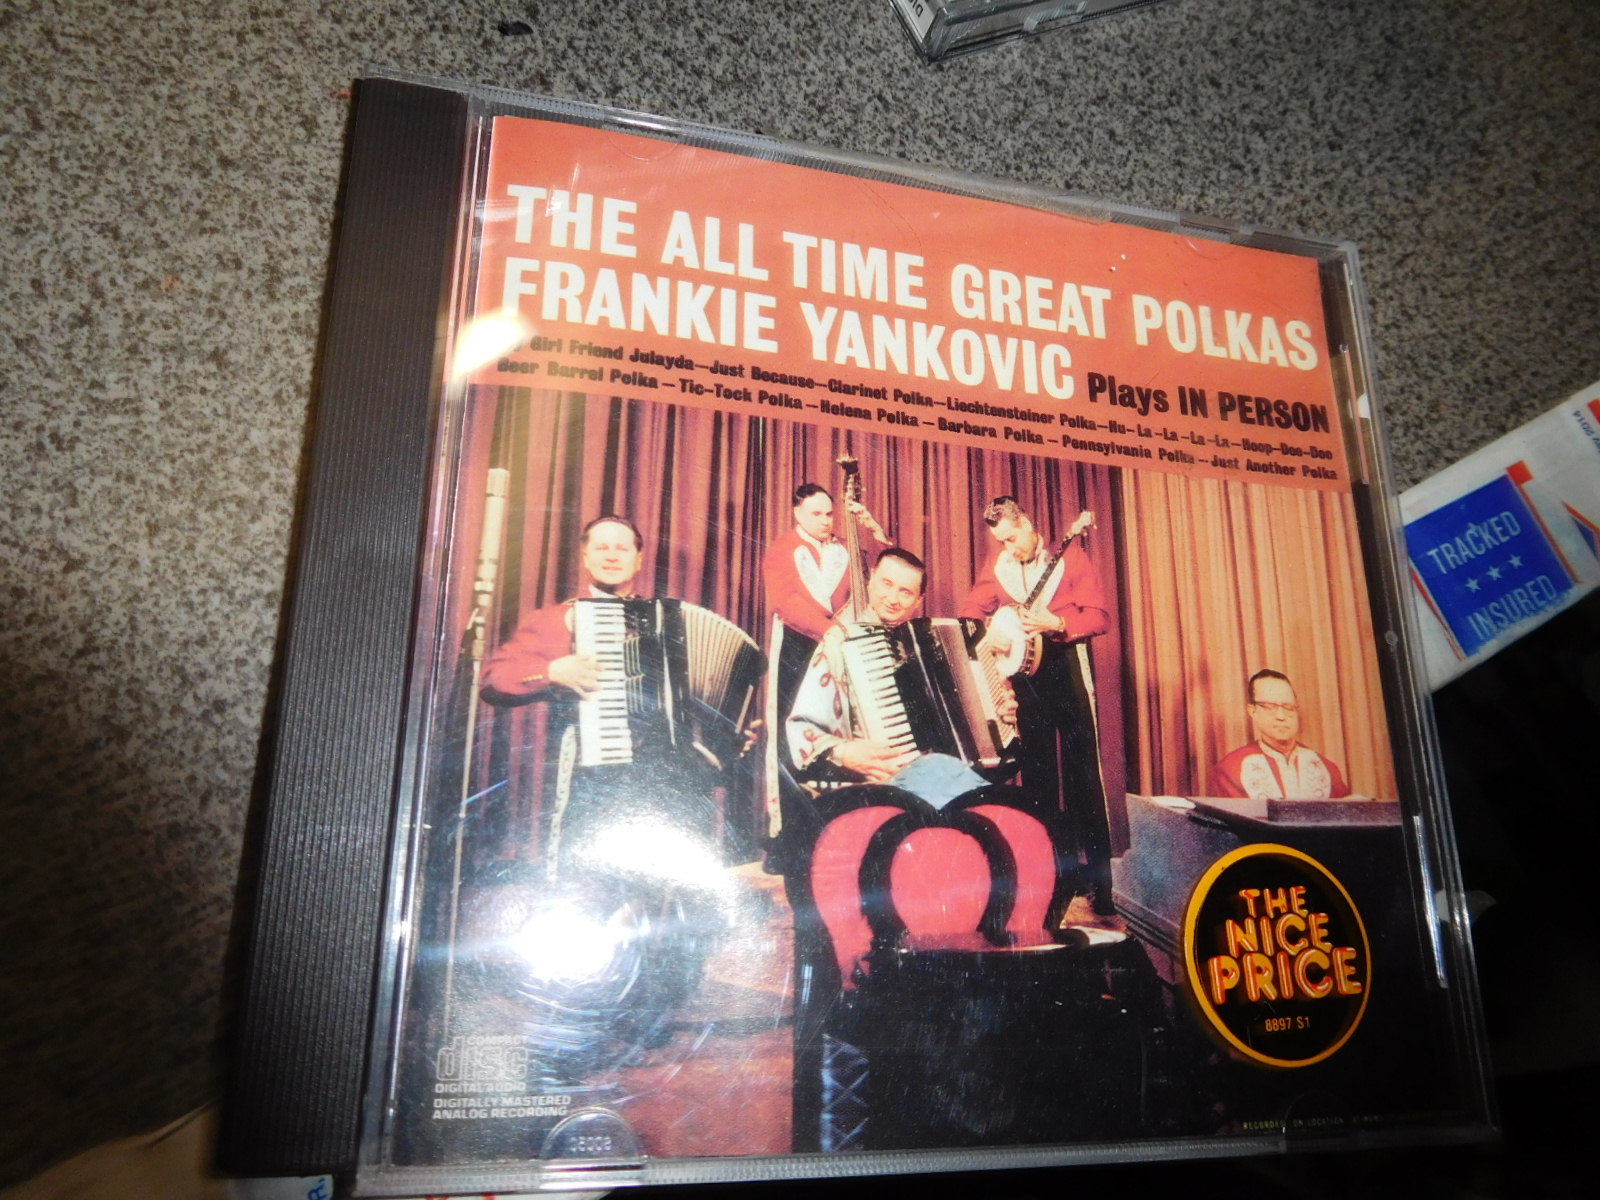 THE ALL TIME GREAT POLKAS
FRANKIE YANKOVIC Plays IN PERSON
Girl Friend Julayda—Just Because—Clarinet Polka—Liechtensteiner Polka—Hu-La-La-La-La—Hoop-Dee-Doo
Beer Barrel Polka – Tic-Tock Polka – Helena Polka – Barbara Polka – Pennsylvania Polka – Just Another Polka
TRACKED
INSURED
THE
NICE
PRICE
8897 S1
COMPACT
disc
DIGITAL AUDIO
DIGITALLY MASTERED
ANALOG RECORDING
RECORDED ON LOCATION